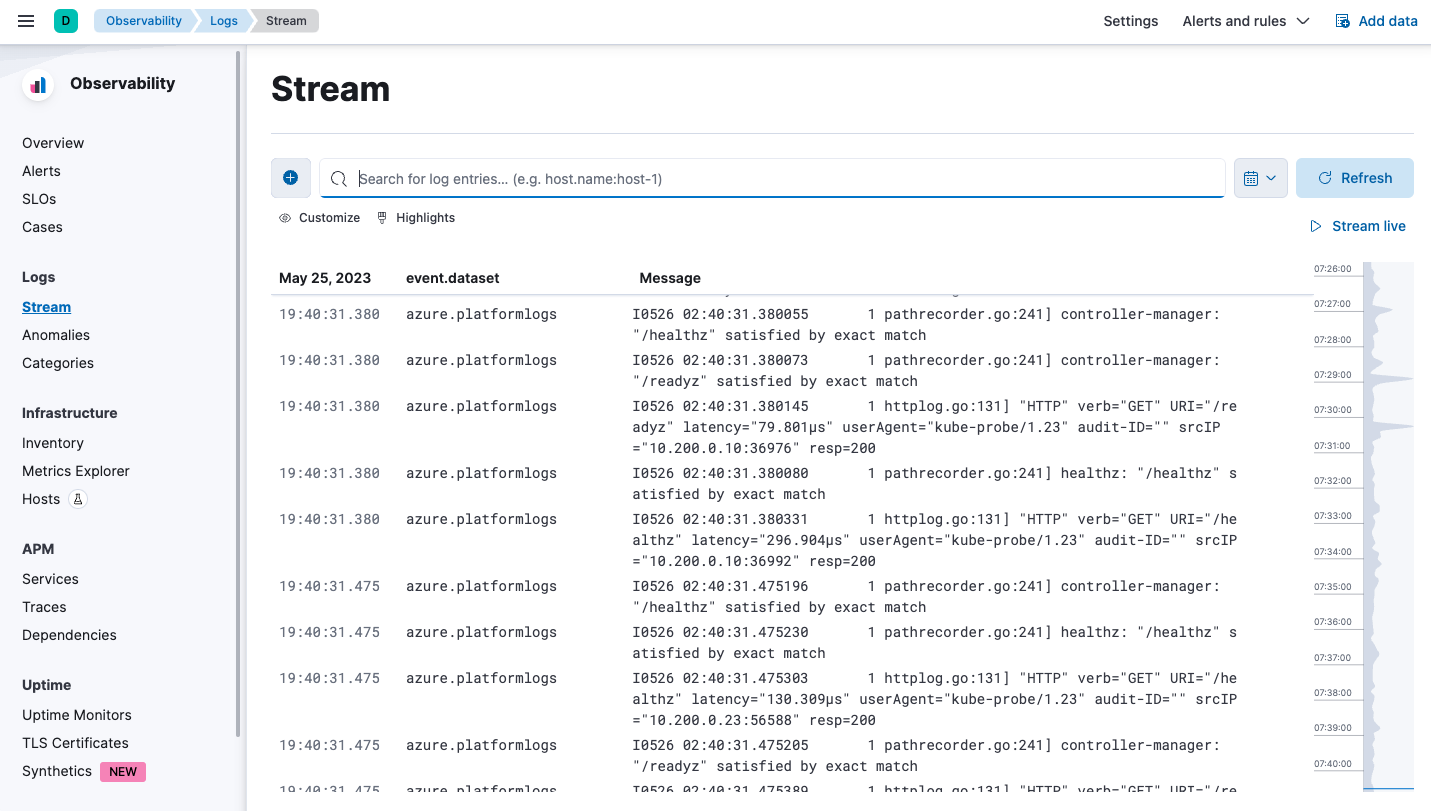 D Observability Logs Stream Settings Alerts and rules Add data
Observability
Overview
Alerts
SLOs
Cases
Logs
Stream
Anomalies
Categories
Infrastructure
Inventory
Metrics Explorer
Hosts
APM
Services
Traces
Dependencies
Uptime
Uptime Monitors
TLS Certificates
Synthetics NEW
Stream
Search for log entries… (e.g. host.name:host-1)
Refresh
Customize Highlights
Stream live
May 25, 2023 event.dataset Message
19:40:31.380 azure.platformlogs I0526 02:40:31.380055 1 pathrecorder.go:241] controller-manager:
"/healthz" satisfied by exact match
19:40:31.380 azure.platformlogs I0526 02:40:31.380073 1 pathrecorder.go:241] controller-manager:
"/readyz" satisfied by exact match
19:40:31.380 azure.platformlogs I0526 02:40:31.380145 1 httplog.go:131] "HTTP" verb="GET" URI="/re
adyz" latency="79.801µs" userAgent="kube-probe/1.23" audit-ID="" srcIP
="10.200.0.10:36976" resp=200
19:40:31.380 azure.platformlogs I0526 02:40:31.380080 1 pathrecorder.go:241] healthz: "/healthz" s
atisfied by exact match
19:40:31.380 azure.platformlogs I0526 02:40:31.380331 1 httplog.go:131] "HTTP" verb="GET" URI="/he
althz" latency="296.904µs" userAgent="kube-probe/1.23" audit-ID="" srcIP
="10.200.0.10:36992" resp=200
19:40:31.475 azure.platformlogs I0526 02:40:31.475196 1 pathrecorder.go:241] controller-manager:
"/healthz" satisfied by exact match
19:40:31.475 azure.platformlogs I0526 02:40:31.475230 1 pathrecorder.go:241] healthz: "/healthz" s
atisfied by exact match
19:40:31.475 azure.platformlogs I0526 02:40:31.475303 1 httplog.go:131] "HTTP" verb="GET" URI="/he
althz" latency="130.309µs" userAgent="kube-probe/1.23" audit-ID="" srcIP
="10.200.0.23:56588" resp=200
19:40:31.475 azure.platformlogs I0526 02:40:31.475205 1 pathrecorder.go:241] controller-manager:
"/readyz" satisfied by exact match
19:40:31.475 azure.platformlogs I0526 02:40:31.475389 1 httplog.go:131] "HTTP" verb="GET" URI="/re
07:26:00
07:27:00
07:28:00
07:29:00
07:30:00
07:31:00
07:32:00
07:33:00
07:34:00
07:35:00
07:36:00
07:37:00
07:38:00
07:39:00
07:40:00